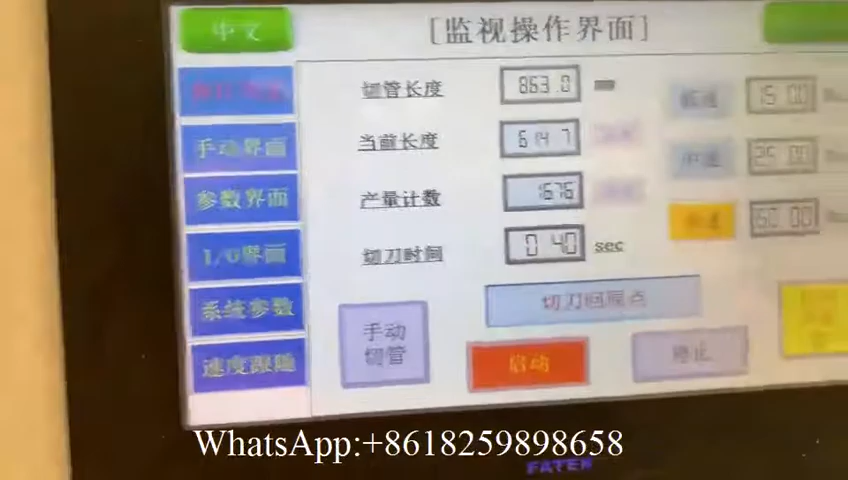 中文
[监视操作界面]
切管长度 863.0 mm
手动界面
当前长度 614 7
参数界面
产量计数 1676
I/O界面
切刀时间 0 40 sec
系统参数
速度跟随
低速 15 00
中速 25 00
高速 60 00
切刀回原点
手动
切管
启动
停止
WhatsApp:+8618259898658
FATEK